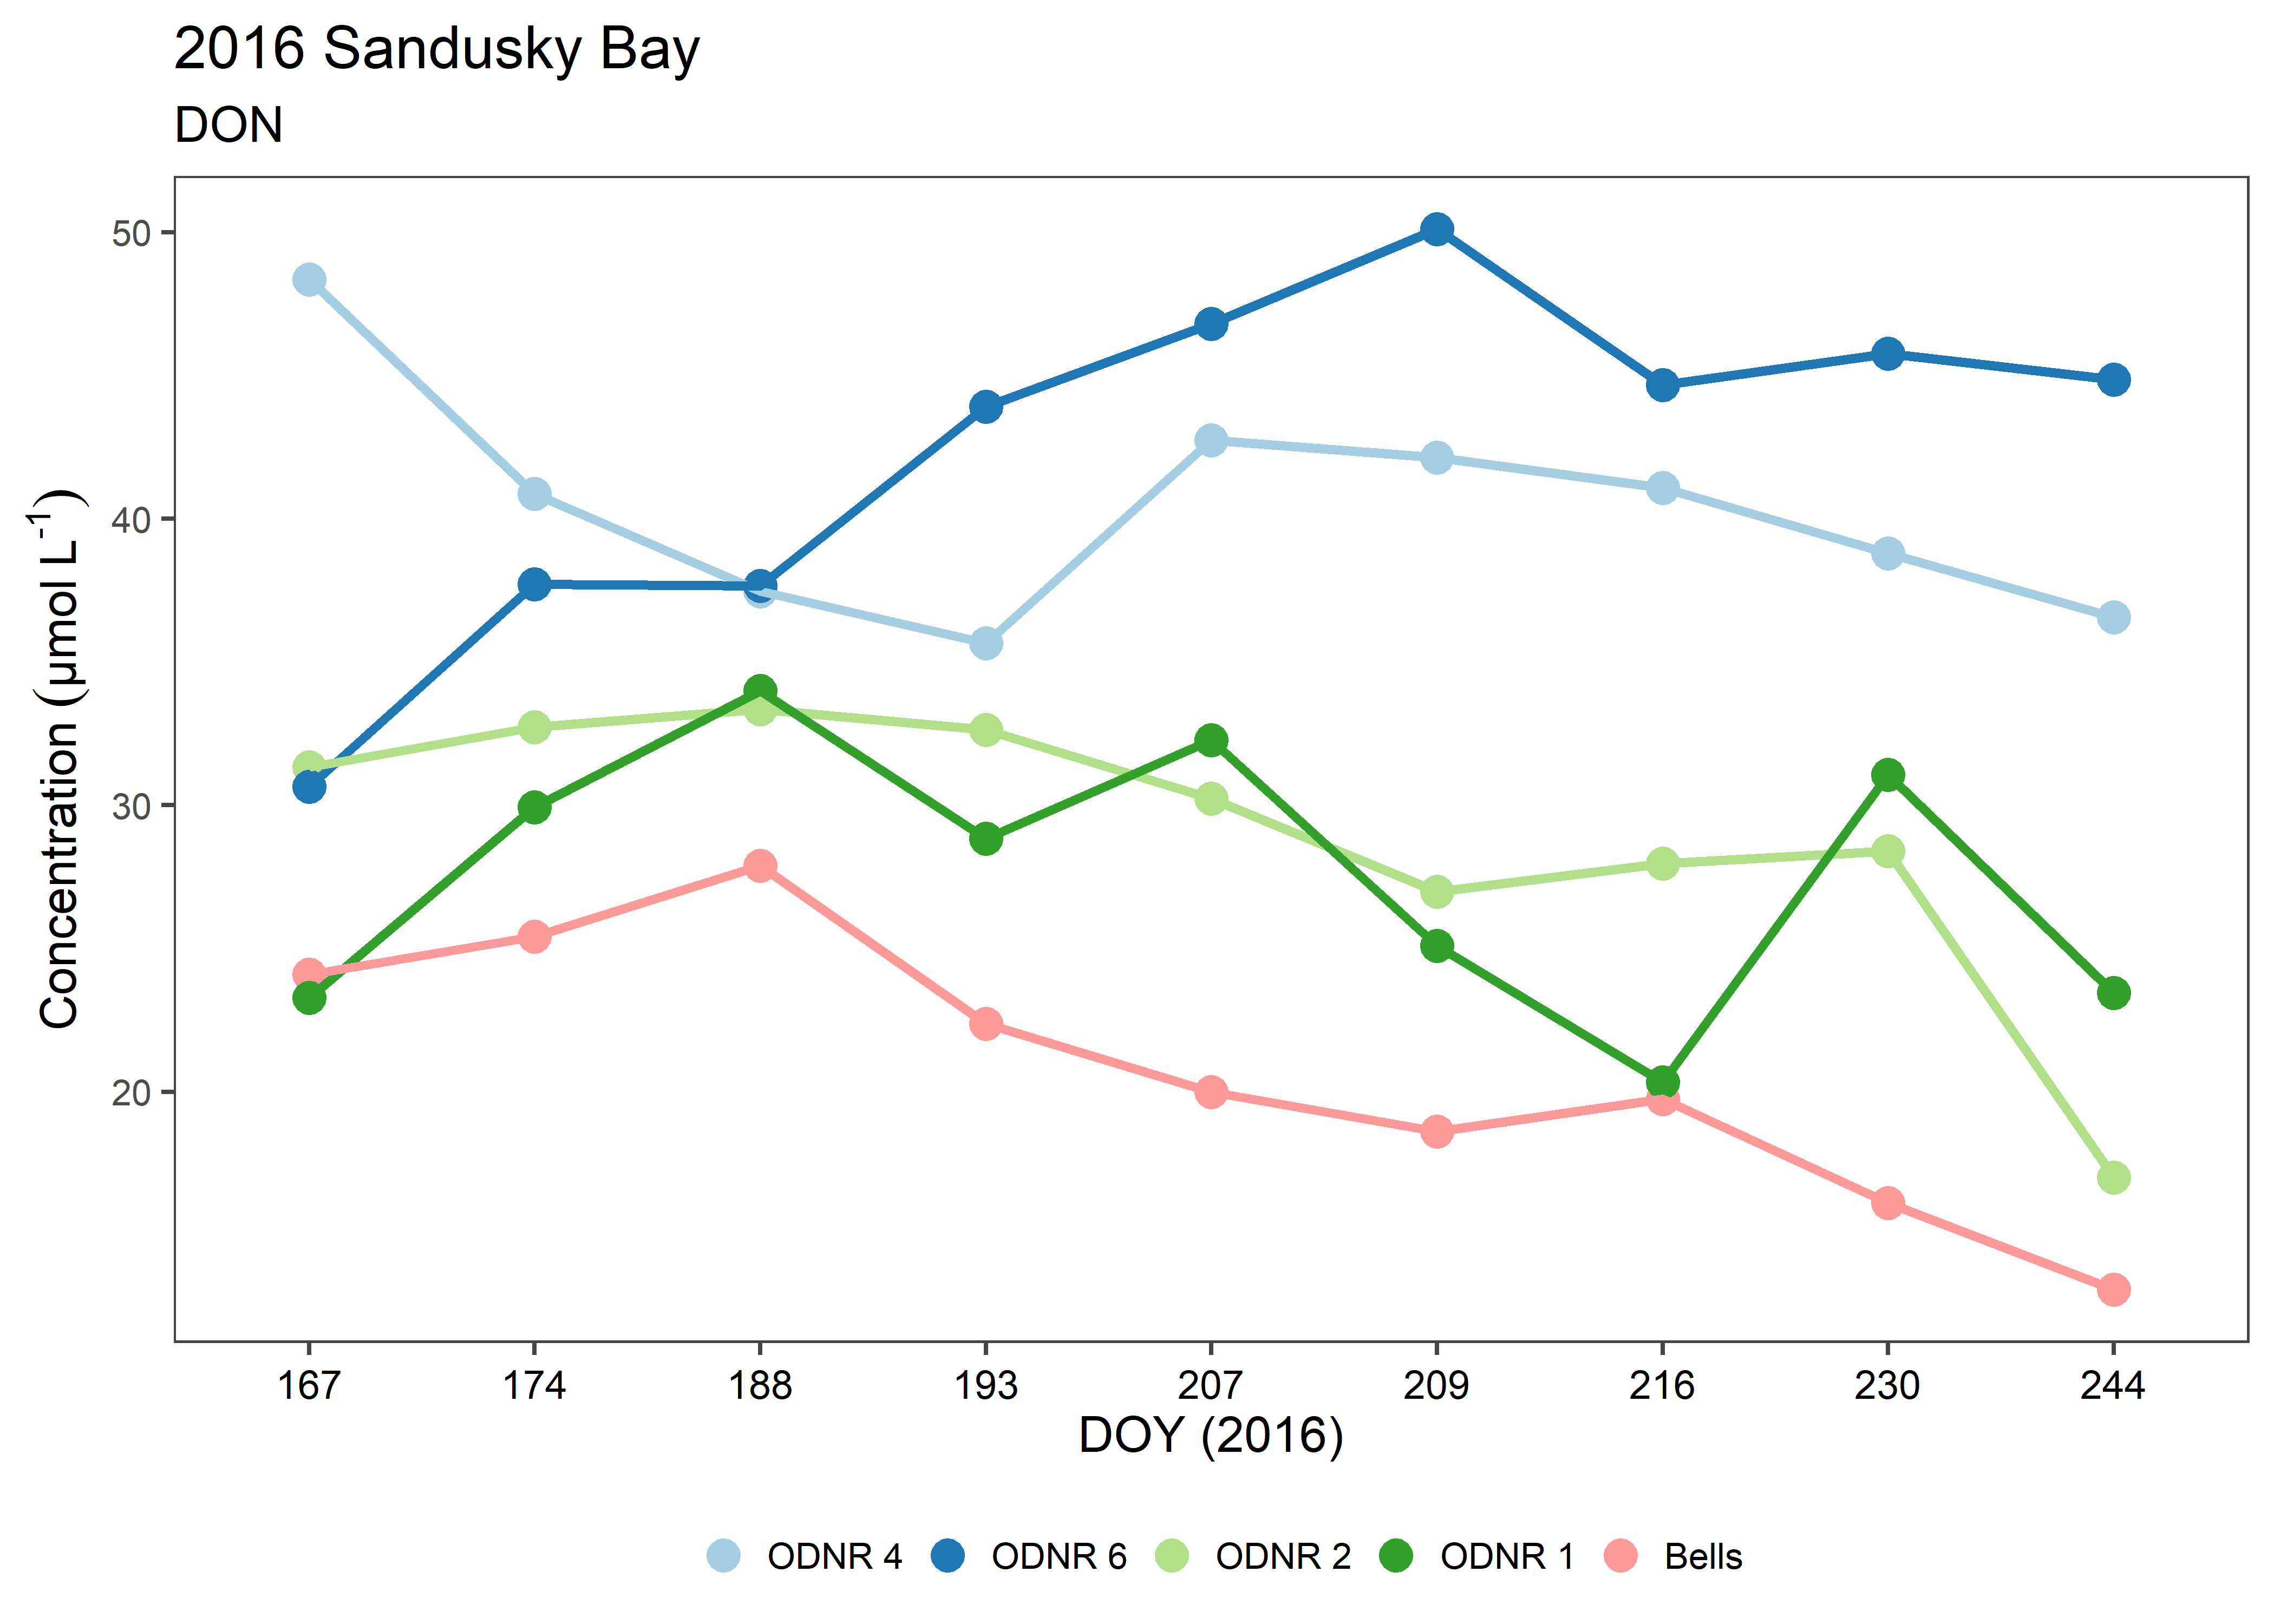 2016 Sandusky Bay
DON
Concentration (µmol L⁻¹)
50
40
30
20
167 174 188 193 207 209 216 230 244
DOY (2016)
ODNR 4 ODNR 6 ODNR 2 ODNR 1 Bells